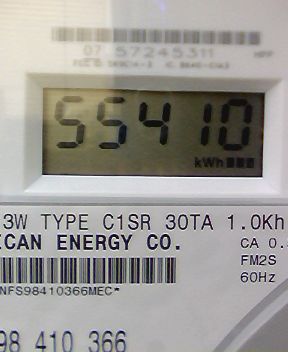 07 57245311
55410
kWh
3W TYPE C1SR 30TA 1.0Kh
ICAN ENERGY CO.
CA 0.
FM2S
60Hz
NFS98410366MEC*
98 410 366